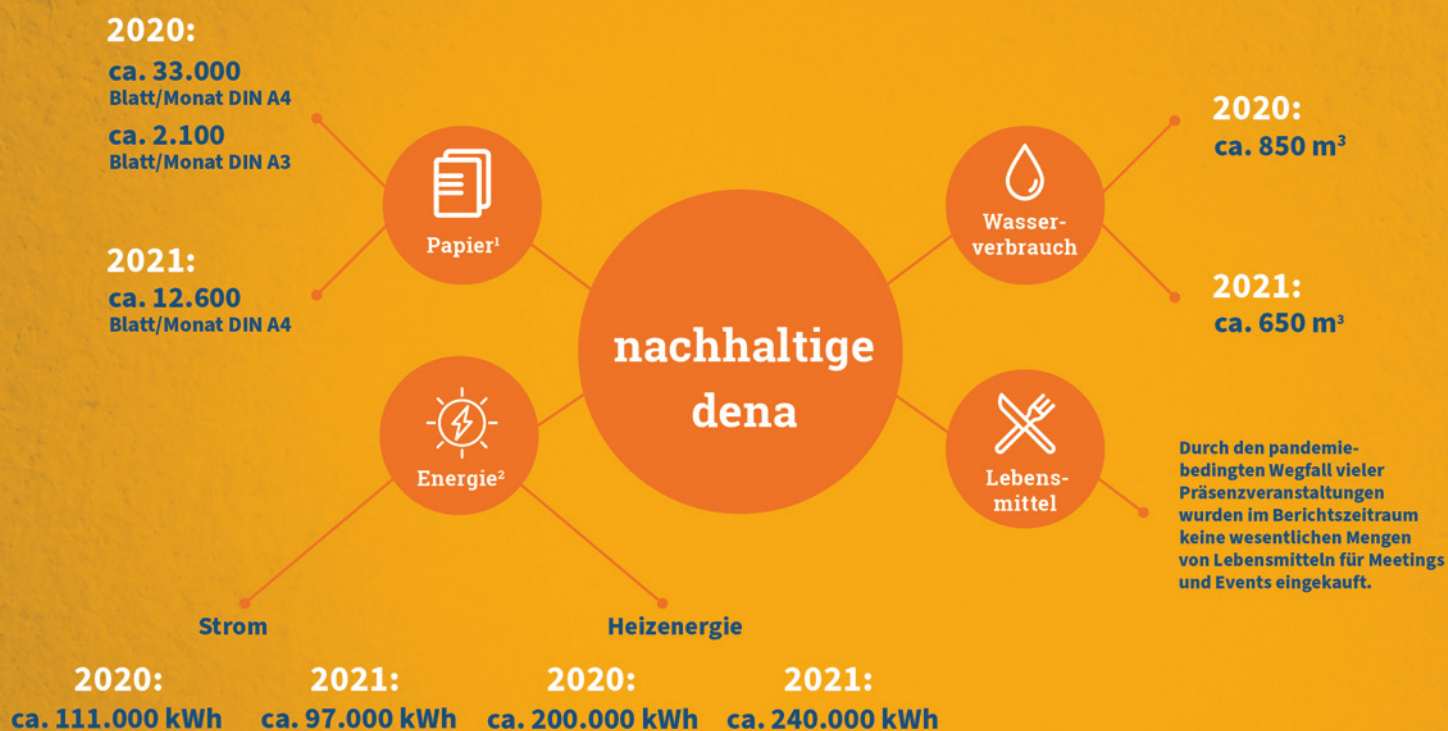 2020:
ca. 33.000
Blatt/Monat DIN A4
ca. 2.100
Blatt/Monat DIN A3
2021:
ca. 12.600
Blatt/Monat DIN A4
Papier¹
nachhaltige
dena
Wasser-
verbrauch
2020:
ca. 850 m³
2021:
ca. 650 m³
Energie²
Lebens-
mittel
Durch den pandemie-
bedingten Wegfall vieler
Präsenzveranstaltungen
wurden im Berichtszeitraum
keine wesentlichen Mengen
von Lebensmitteln für Meetings
und Events eingekauft.
Strom
2020:
ca. 111.000 kWh
2021:
ca. 97.000 kWh
Heizenergie
2020:
ca. 200.000 kWh
2021:
ca. 240.000 kWh